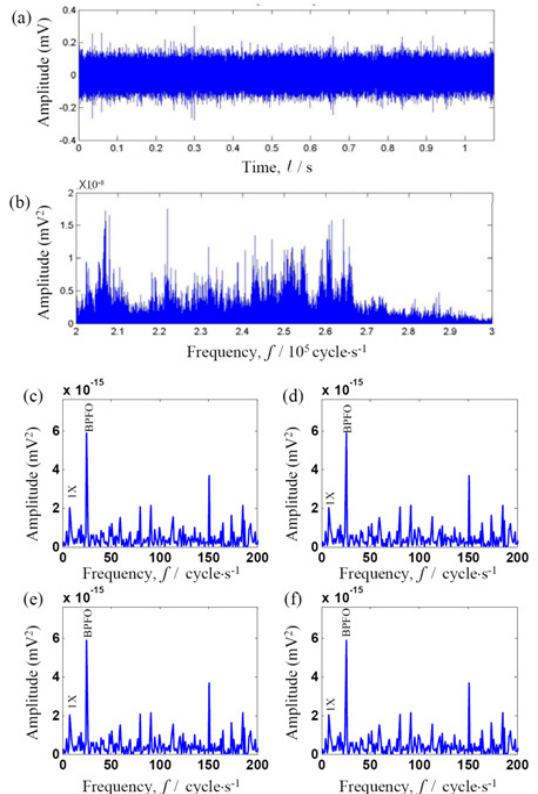 (a)
Amplitude (mV)
0.4
0.2
0
-0.2
-0.4
0 0.1 0.2 0.3 0.4 0.5 0.6 0.7 0.8 0.9 1
Time, ℓ / s
(b)
X10⁻⁸
Amplitude (mV²)
2
1.5
1
0.5
0
2 2.1 2.2 2.3 2.4 2.5 2.6 2.7 2.8 2.9 3
Frequency, f / 10⁵ cycle·s⁻¹
(c)
x 10⁻¹⁵
Amplitude (mV²)
6
4
2
0
1X
BPFO
0 50 100 150 200
Frequency, f / cycle·s⁻¹
(d)
x 10⁻¹⁵
Amplitude (mV²)
6
4
2
0
1X
BPFO
0 50 100 150 200
Frequency, f / cycle·s⁻¹
(e)
x 10⁻¹⁵
Amplitude (mV²)
6
4
2
0
1X
BPFO
0 50 100 150 200
Frequency, f / cycle·s⁻¹
(f)
x 10⁻¹⁵
Amplitude (mV²)
6
4
2
0
1X
BPFO
0 50 100 150 200
Frequency, f / cycle·s⁻¹